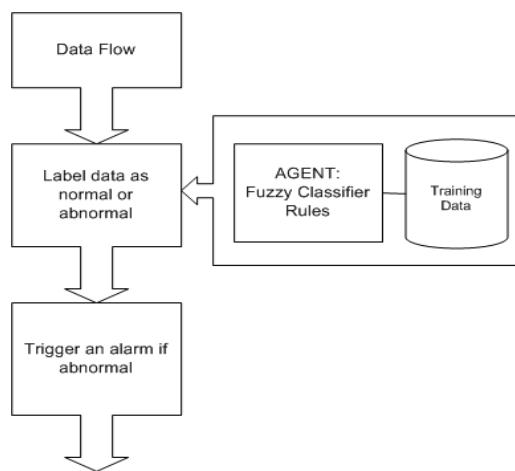 Data Flow
Label data as
normal or
abnormal
AGENT:
Fuzzy Classifier
Rules
Training
Data
Trigger an alarm if
abnormal